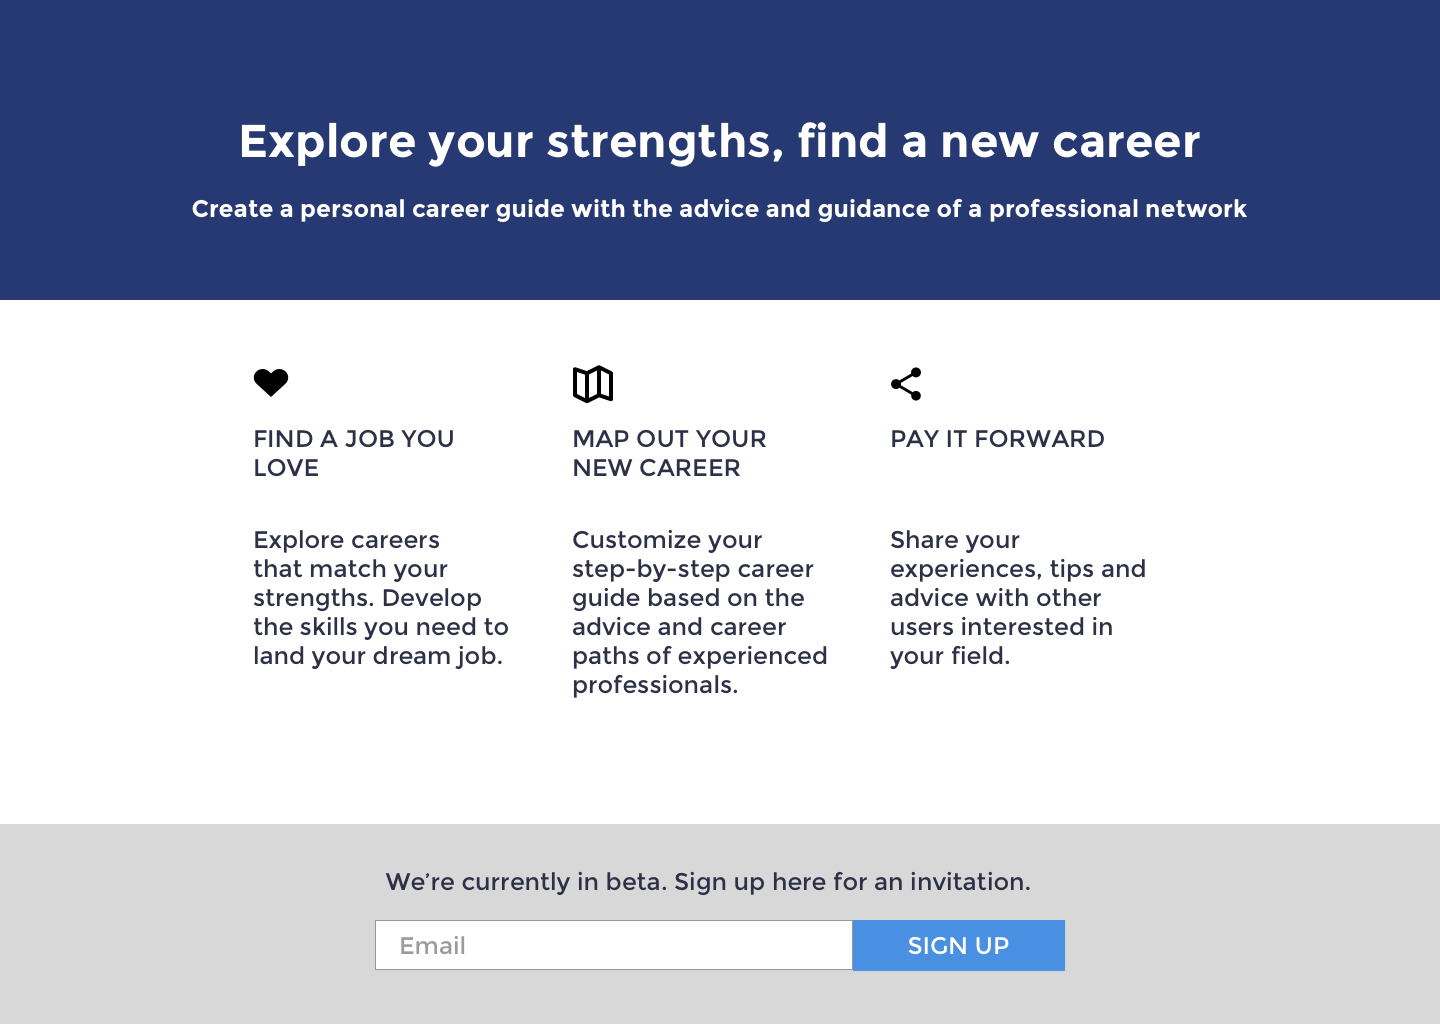 Explore your strengths, find a new career
Create a personal career guide with the advice and guidance of a professional network
FIND A JOB YOU
LOVE
Explore careers
that match your
strengths. Develop
the skills you need to
land your dream job.
MAP OUT YOUR
NEW CAREER
Customize your
step-by-step career
guide based on the
advice and career
paths of experienced
professionals.
PAY IT FORWARD
Share your
experiences, tips and
advice with other
users interested in
your field.
We’re currently in beta. Sign up here for an invitation.
Email
SIGN UP